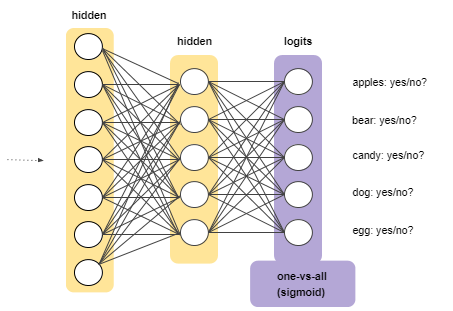 hidden
hidden
logits
apples: yes/no?
bear: yes/no?
candy: yes/no?
dog: yes/no?
egg: yes/no?
one-vs-all
(sigmoid)